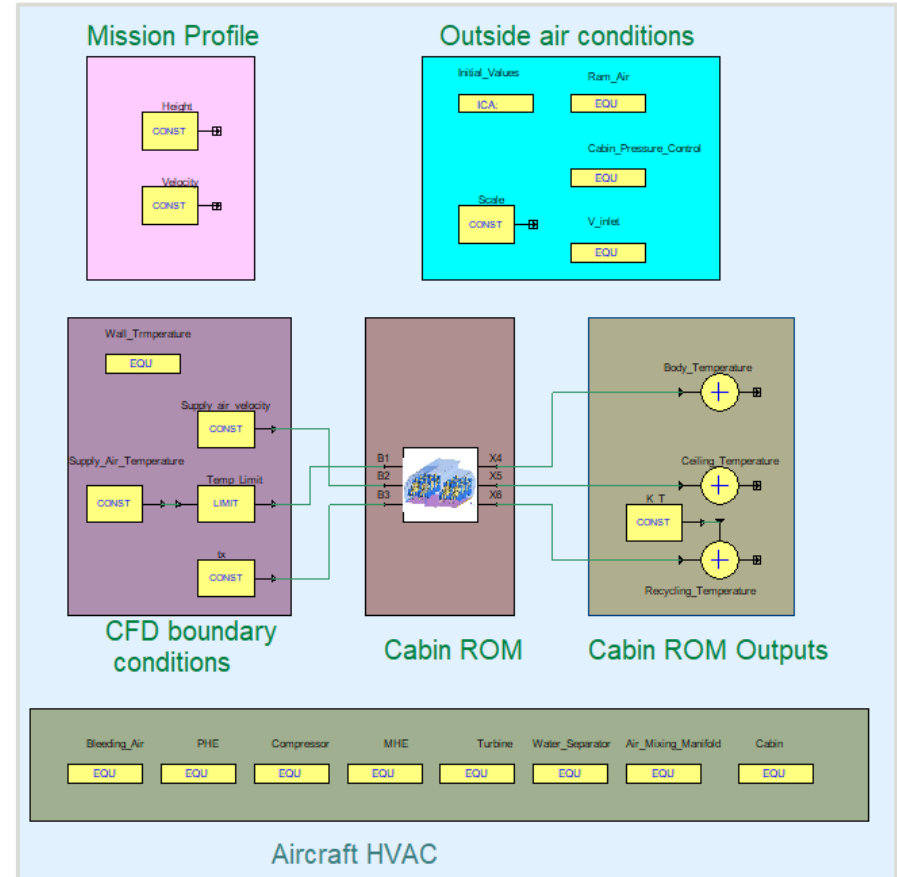 Mission Profile
Height
CONST
Velocity
CONST
Outside air conditions
Initial_Values
ICA:
Ram_Air
EQU
Cabin_Pressure_Control
EQU
Scale
CONST
V_inlet
EQU
Wall_Trmperature
EQU
Supply_air_velocity
CONST
Supply_Air_Temperature
CONST
Temp_Limit
LIMIT
tx
CONST
CFD boundary
conditions
B1
B2
B3
X4
X5
X6
Cabin ROM
Body_Temperature
Ceiling_Temperature
K_T
CONST
Recycling_Temperature
Cabin ROM Outputs
Bleeding_Air PHE Compressor MHE Turbine Water_Separator Air_Mixing_Manifold Cabin
EQU EQU EQU EQU EQU EQU EQU EQU
Aircraft HVAC